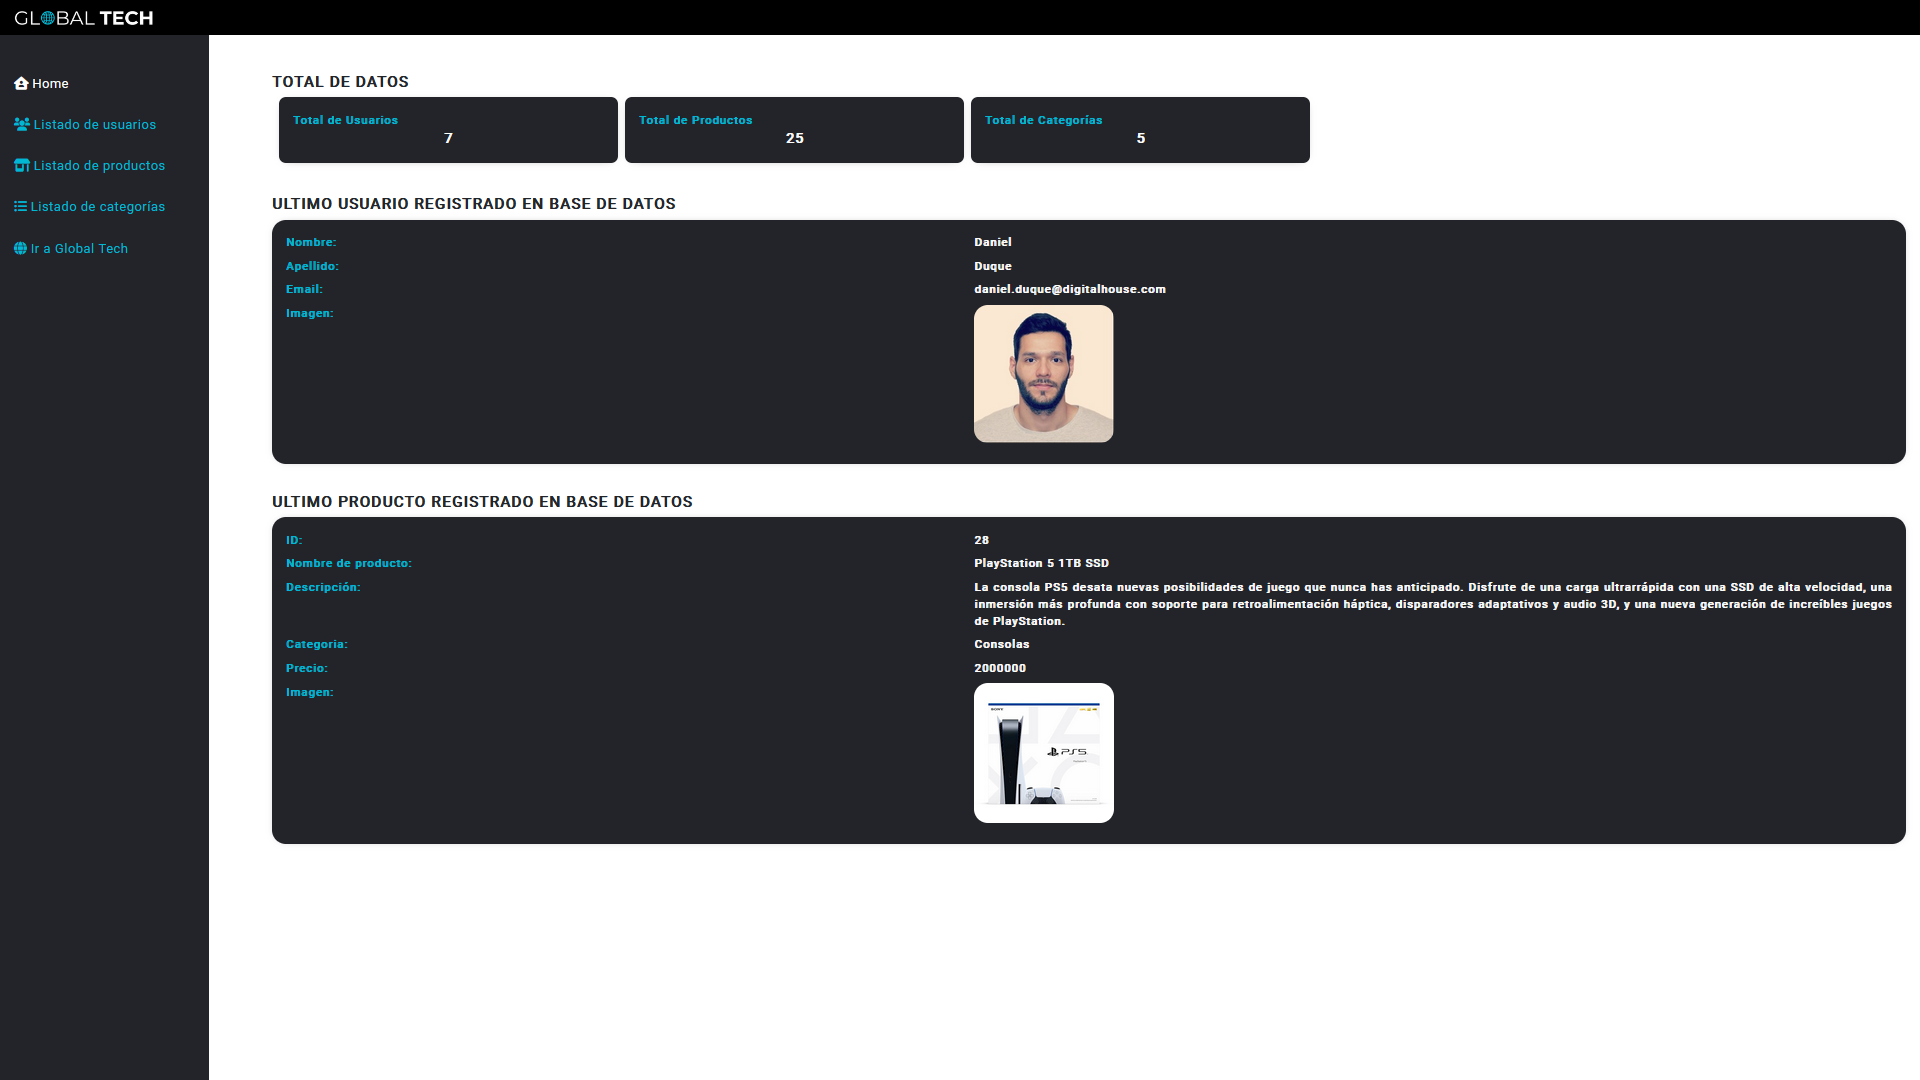 GLOBAL TECH
Home
Listado de usuarios
Listado de productos
Listado de categorías
Ir a Global Tech
TOTAL DE DATOS
Total de Usuarios
7
Total de Productos
25
Total de Categorías
5
ULTIMO USUARIO REGISTRADO EN BASE DE DATOS
Nombre: Daniel
Apellido: Duque
Email: daniel.duque@digitalhouse.com
Imagen:
ULTIMO PRODUCTO REGISTRADO EN BASE DE DATOS
ID: 28
Nombre de producto: PlayStation 5 1TB SSD
Descripción: La consola PS5 desata nuevas posibilidades de juego que nunca has anticipado. Disfrute de una carga ultrarrápida con una SSD de alta velocidad, una
inmersión más profunda con soporte para retroalimentación háptica, disparadores adaptativos y audio 3D, y una nueva generación de increíbles juegos
de PlayStation.
Categoria: Consolas
Precio: 2000000
Imagen:
SONY
PS5